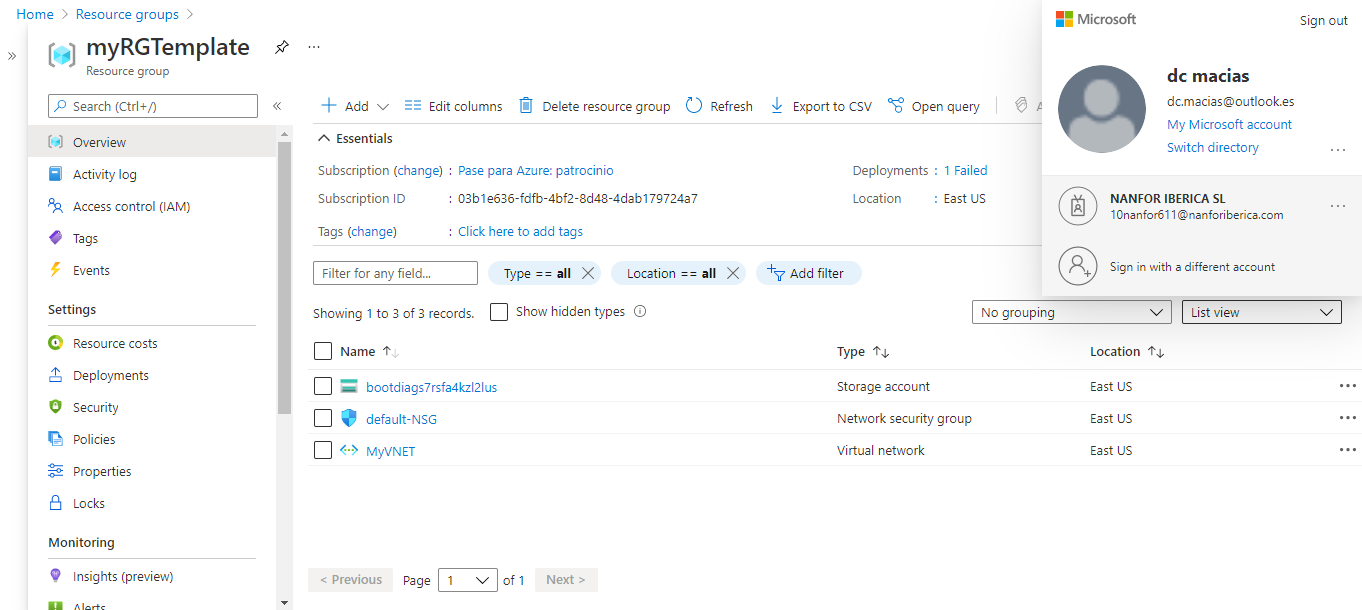 Home > Resource groups >
Microsoft
Sign out
»
myRGTemplate
...
Resource group
dc macias
dc.macias@outlook.es
My Microsoft account
Switch directory
...
NANFOR IBERICA SL
10nanfor611@nanforiberica.com
...
Sign in with a different account
Search (Ctrl+/)
«
Overview
Activity log
Access control (IAM)
Tags
Events
Settings
Resource costs
Deployments
Security
Policies
Properties
Locks
Monitoring
Insights (preview)
Alerts
Add
Edit columns
Delete resource group
Refresh
Export to CSV
Open query
Essentials
Subscription (change) : Pase para Azure: patrocinio
Deployments : 1 Failed
Subscription ID : 03b1e636-fdfb-4bf2-8d48-4dab179724a7
Location : East US
Tags (change) : Click here to add tags
Filter for any field...
Type == all
Location == all
Add filter
Showing 1 to 3 of 3 records.
Show hidden types
No grouping
List view
Name ↑↓ Type ↑↓ Location ↑↓
bootdiags7rsfa4kzl2lus Storage account East US ...
default-NSG Network security group East US ...
MyVNET Virtual network East US ...
< Previous Page 1 of 1 Next >